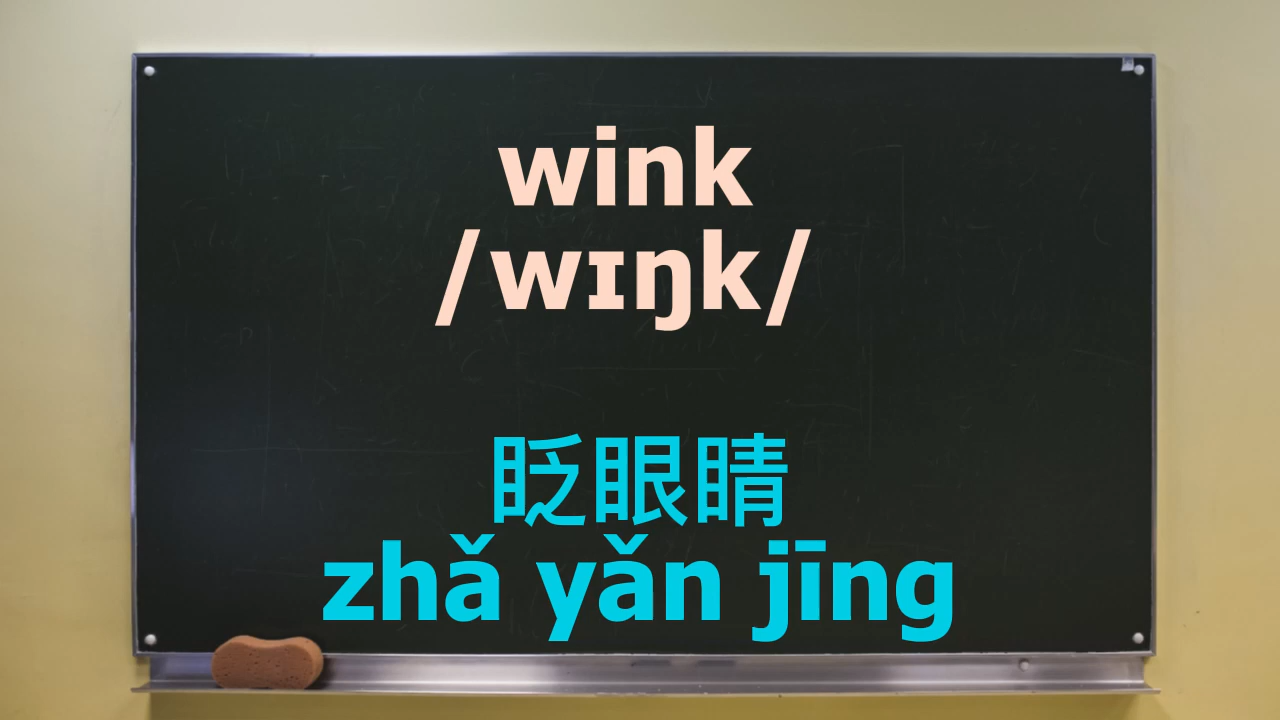 wink
/wɪŋk/
眨眼睛
zhǎ yǎn jīng